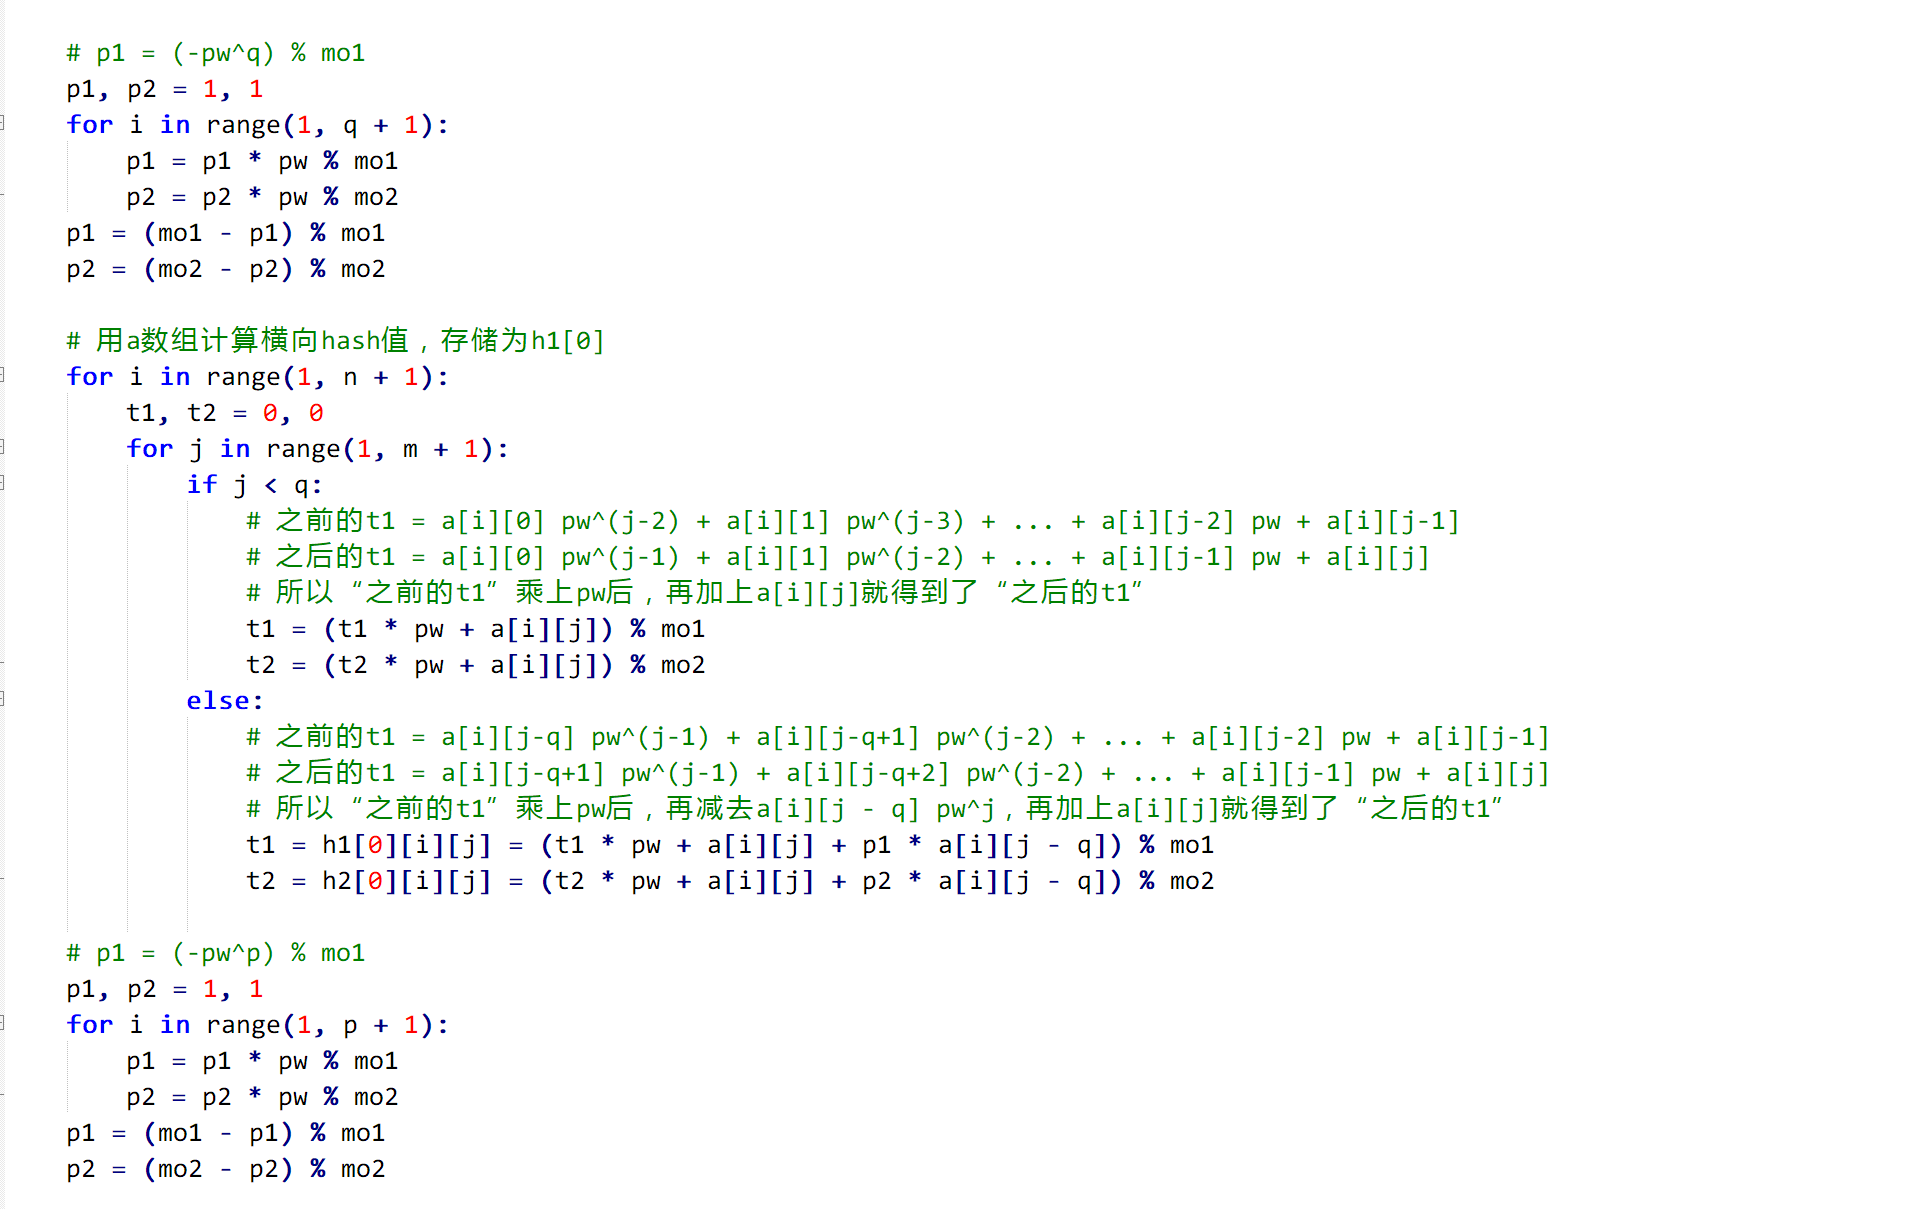 # p1 = (-pw^q) % mo1
p1, p2 = 1, 1
for i in range(1, q + 1):
    p1 = p1 * pw % mo1
    p2 = p2 * pw % mo2
p1 = (mo1 - p1) % mo1
p2 = (mo2 - p2) % mo2

# 用a数组计算横向hash值，存储为h1[0]
for i in range(1, n + 1):
    t1, t2 = 0, 0
    for j in range(1, m + 1):
        if j < q:
            # 之前的t1 = a[i][0] pw^(j-2) + a[i][1] pw^(j-3) + ... + a[i][j-2] pw + a[i][j-1]
            # 之后的t1 = a[i][0] pw^(j-1) + a[i][1] pw^(j-2) + ... + a[i][j-1] pw + a[i][j]
            # 所以“之前的t1”乘上pw后，再加上a[i][j]就得到了“之后的t1”
            t1 = (t1 * pw + a[i][j]) % mo1
            t2 = (t2 * pw + a[i][j]) % mo2
        else:
            # 之前的t1 = a[i][j-q] pw^(j-1) + a[i][j-q+1] pw^(j-2) + ... + a[i][j-2] pw + a[i][j-1]
            # 之后的t1 = a[i][j-q+1] pw^(j-1) + a[i][j-q+2] pw^(j-2) + ... + a[i][j-1] pw + a[i][j]
            # 所以“之前的t1”乘上pw后，再减去a[i][j - q] pw^j，再加上a[i][j]就得到了“之后的t1”
            t1 = h1[0][i][j] = (t1 * pw + a[i][j] + p1 * a[i][j - q]) % mo1
            t2 = h2[0][i][j] = (t2 * pw + a[i][j] + p2 * a[i][j - q]) % mo2

# p1 = (-pw^p) % mo1
p1, p2 = 1, 1
for i in range(1, p + 1):
    p1 = p1 * pw % mo1
    p2 = p2 * pw % mo2
p1 = (mo1 - p1) % mo1
p2 = (mo2 - p2) % mo2